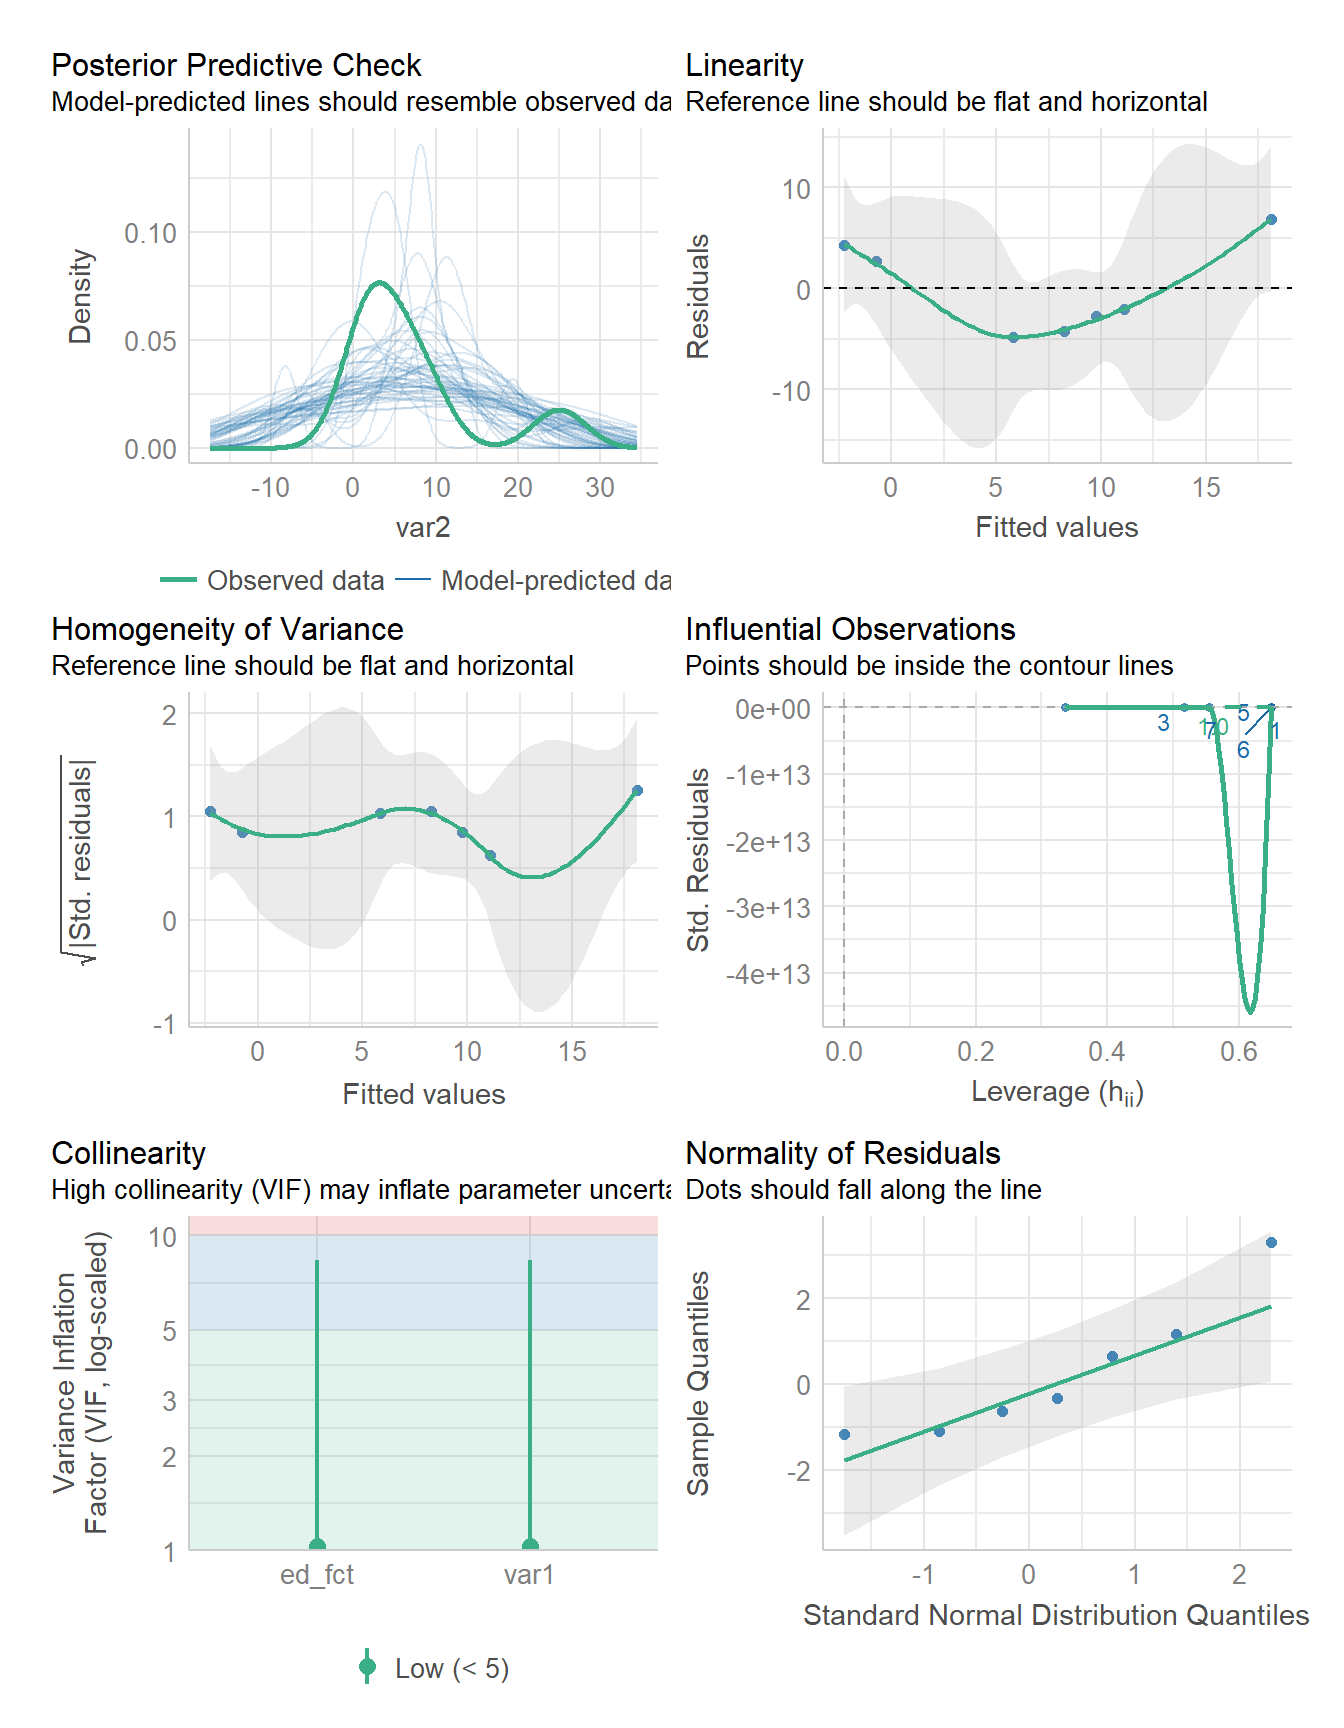 Posterior Predictive Check
Model-predicted lines should resemble observed da
Density
0.10
0.05
0.00
-10 0 10 20 30
var2
Observed data Model-predicted da
Linearity
Reference line should be flat and horizontal
Residuals
10
0
-10
0 5 10 15
Fitted values
Homogeneity of Variance
Reference line should be flat and horizontal
√|Std. residuals|
2
1
0
-1
0 5 10 15
Fitted values
Influential Observations
Points should be inside the contour lines
Std. Residuals
0e+00
-1e+13
-2e+13
-3e+13
-4e+13
3
7
5
6
1
0.0 0.2 0.4 0.6
Leverage (hii)
Collinearity
High collinearity (VIF) may inflate parameter uncerta
Variance Inflation
Factor (VIF, log-scaled)
10
5
3
2
1
ed_fct var1
Low (< 5)
Normality of Residuals
Dots should fall along the line
Sample Quantiles
2
0
-2
-1 0 1 2
Standard Normal Distribution Quantiles